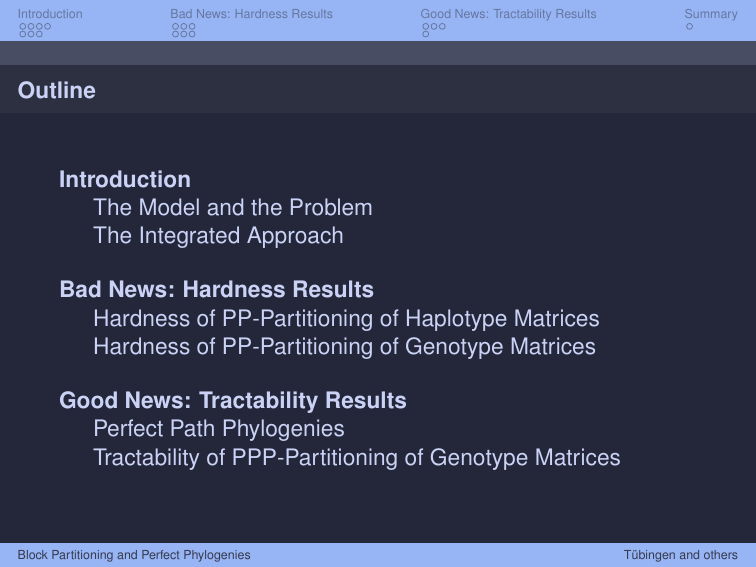 Introduction
Bad News: Hardness Results
Good News: Tractability Results
Summary
Outline
Introduction
The Model and the Problem
The Integrated Approach
Bad News: Hardness Results
Hardness of PP-Partitioning of Haplotype Matrices
Hardness of PP-Partitioning of Genotype Matrices
Good News: Tractability Results
Perfect Path Phylogenies
Tractability of PPP-Partitioning of Genotype Matrices
Block Partitioning and Perfect Phylogenies
Tübingen and others